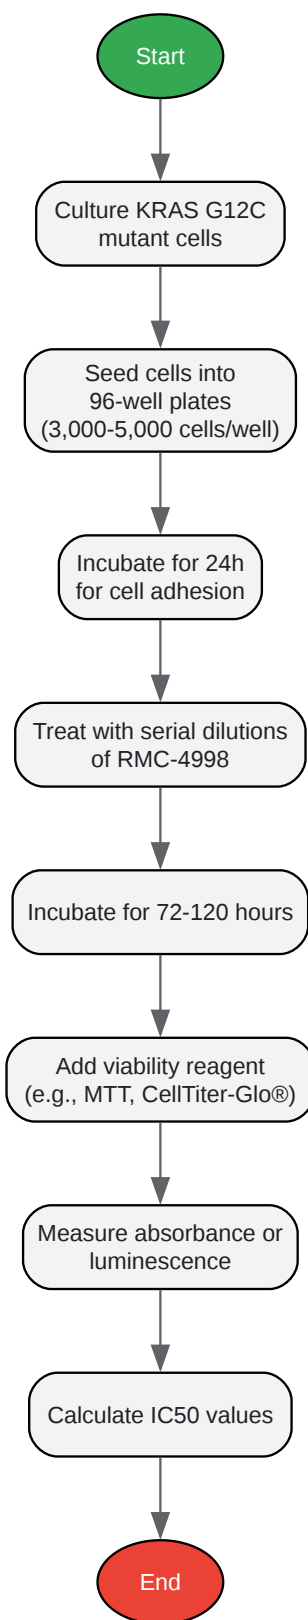 Start
Culture KRAS G12C
mutant cells
Seed cells into
96-well plates
(3,000-5,000 cells/well)
Incubate for 24h
for cell adhesion
Treat with serial dilutions
of RMC-4998
Incubate for 72-120 hours
Add viability reagent
(e.g., MTT, CellTiter-Glo®)
Measure absorbance or
luminescence
Calculate IC50 values
End